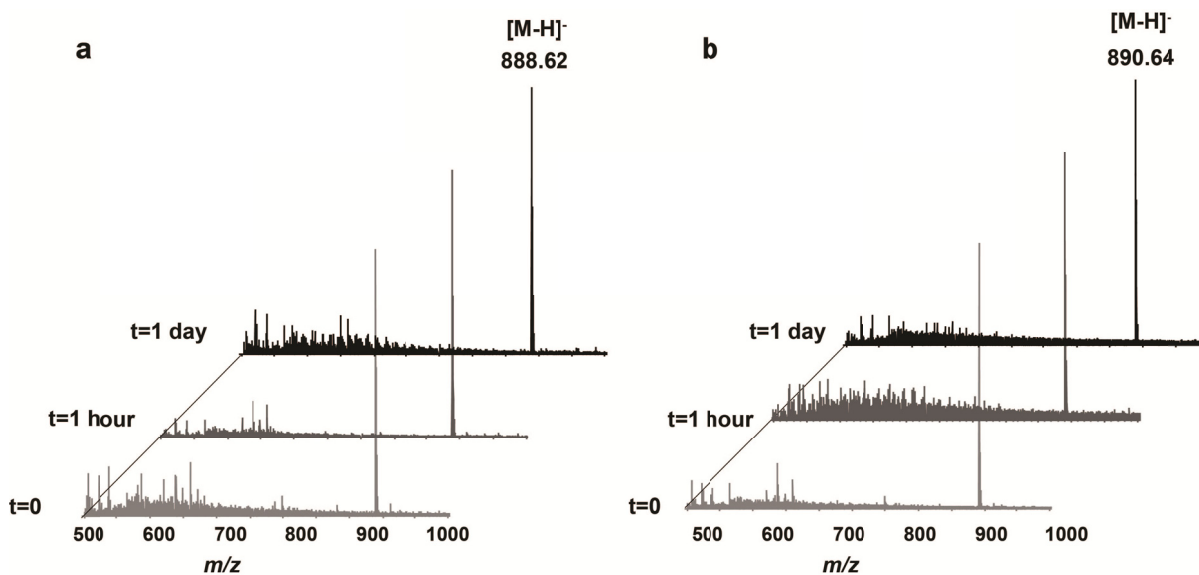 a
[M-H]-
888.62
t=1 day
t=1 hour
t=0
500 600 700 800 900 1000
m/z
b
[M-H]-
890.64
t=1 day
t=1 hour
t=0
500 600 700 800 900 1000
m/z